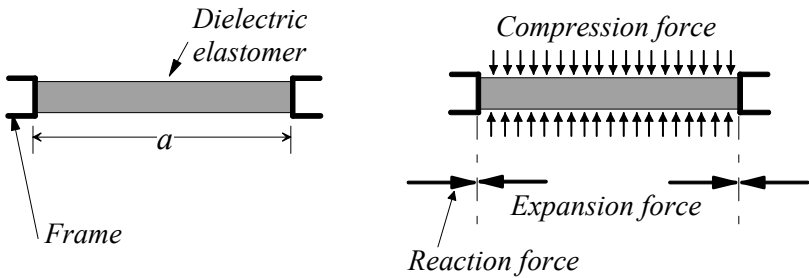 Dielectric
elastomer
a
Frame
Compression force
Expansion force
Reaction force